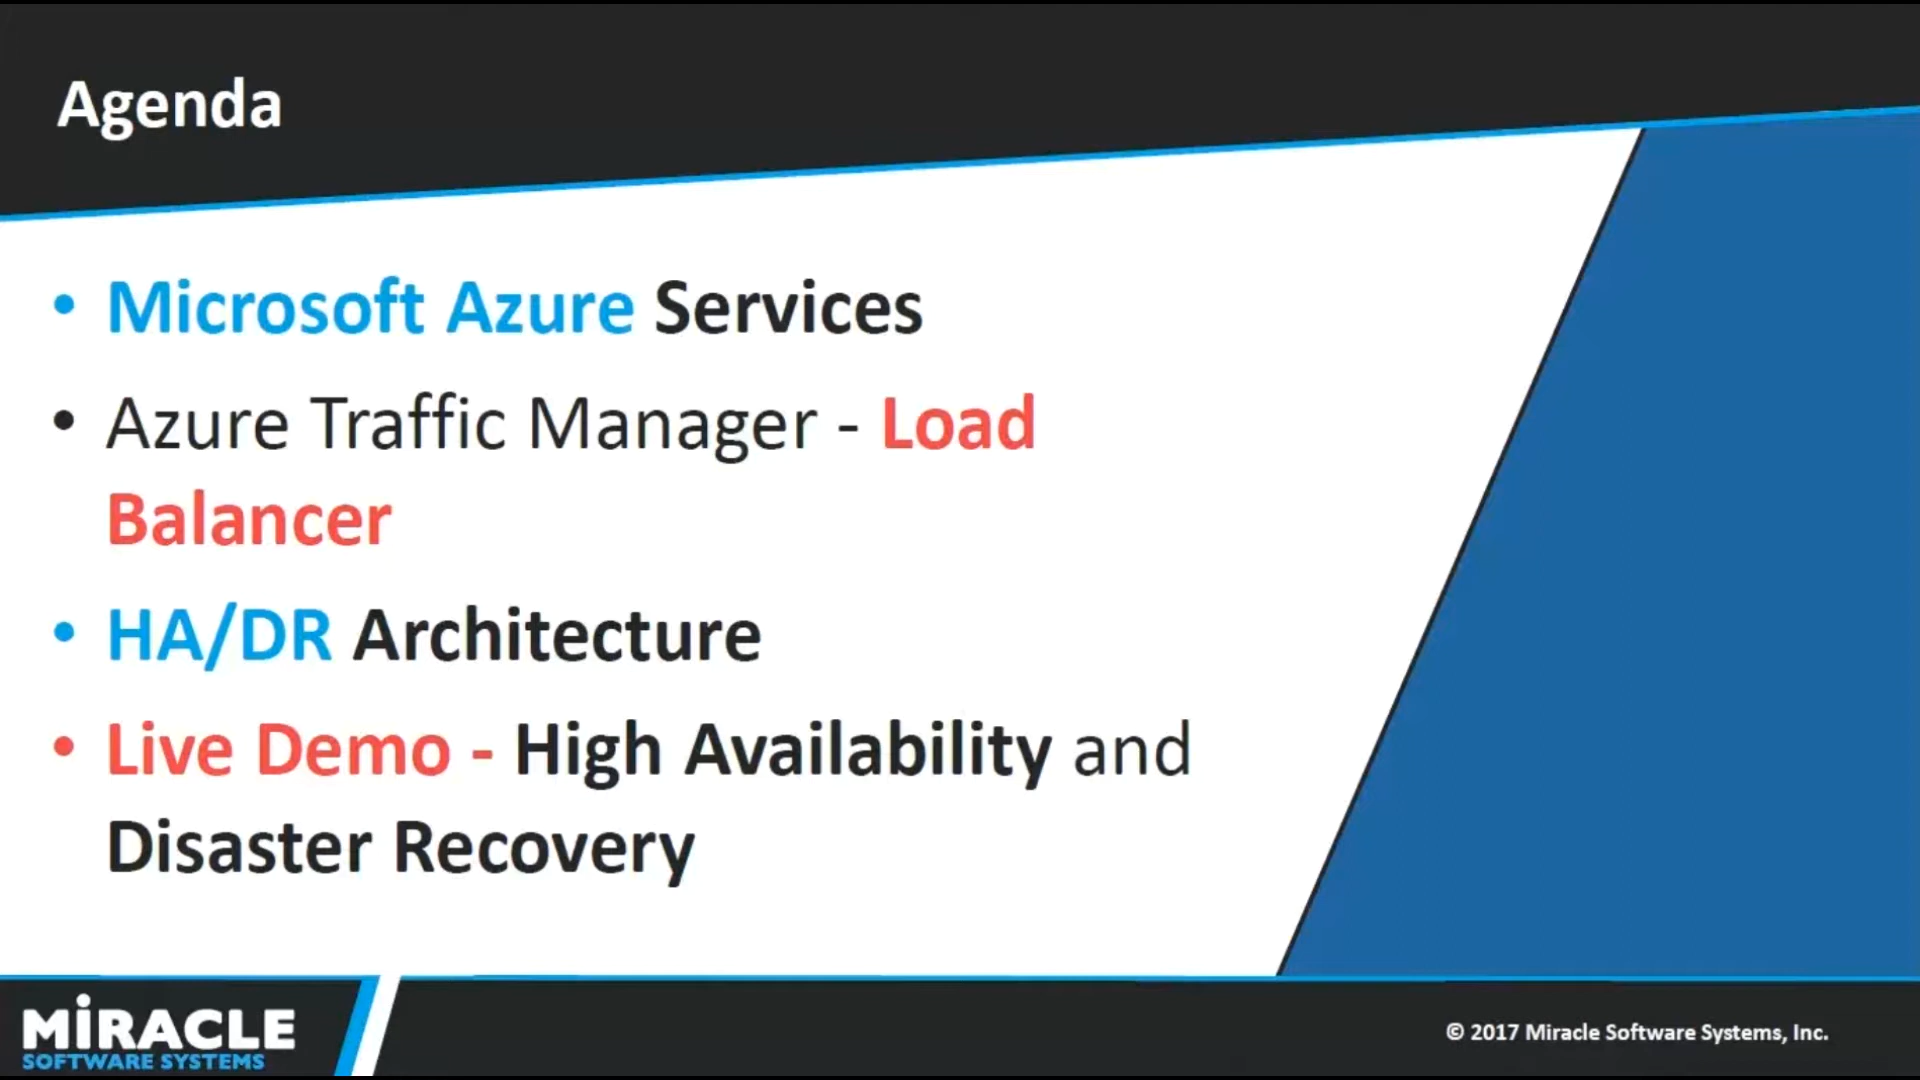 Agenda
• Microsoft Azure Services
• Azure Traffic Manager - Load
Balancer
• HA/DR Architecture
• Live Demo - High Availability and
Disaster Recovery
MiRACLE
SOFTWARE SYSTEMS
© 2017 Miracle Software Systems, Inc.